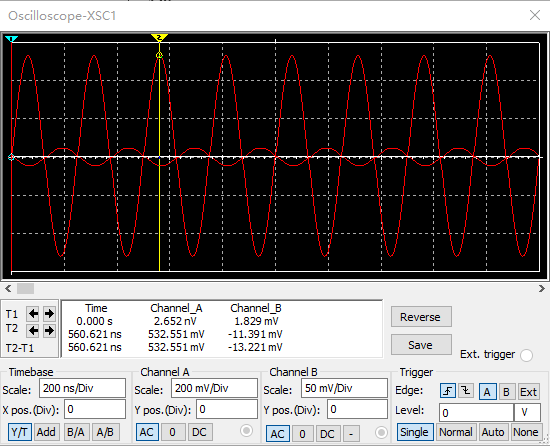 Oscilloscope-XSC1
1 2
T1
T2
T2-T1
Time Channel_A Channel_B
0.000 s 2.652 nV 1.829 mV
560.621 ns 532.551 mV -11.391 mV
560.621 ns 532.551 mV -13.221 mV
Reverse
Save
Ext. trigger
Timebase
Scale: 200 ns/Div
X pos.(Div): 0
Y/T Add B/A A/B
Channel A
Scale: 200 mV/Div
Y pos.(Div): 0
AC 0 DC
Channel B
Scale: 50 mV/Div
Y pos.(Div): 0
AC 0 DC -
Trigger
Edge: A B Ext
Level: 0 V
Single Normal Auto None